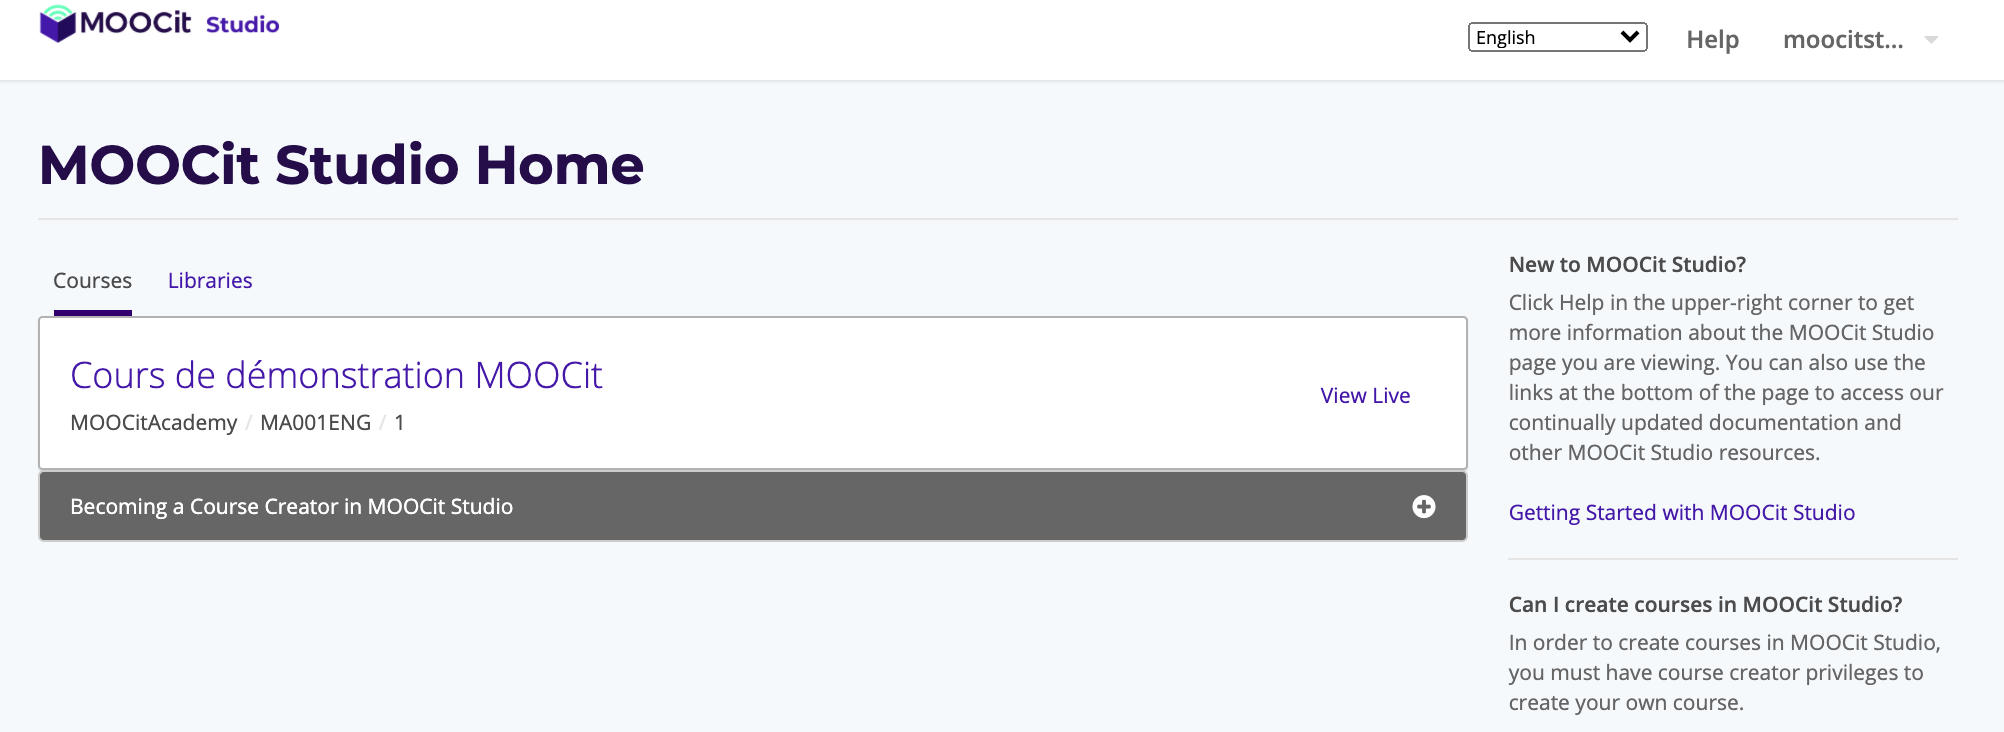 MOOCit Studio
English
Help
moocitst...
MOOCit Studio Home
Courses
Libraries
Cours de démonstration MOOCit
MOOCitAcademy / MA001ENG / 1
View Live
Becoming a Course Creator in MOOCit Studio
New to MOOCit Studio?
Click Help in the upper-right corner to get
more information about the MOOCit Studio
page you are viewing. You can also use the
links at the bottom of the page to access our
continually updated documentation and
other MOOCit Studio resources.
Getting Started with MOOCit Studio
Can I create courses in MOOCit Studio?
In order to create courses in MOOCit Studio,
you must have course creator privileges to
create your own course.